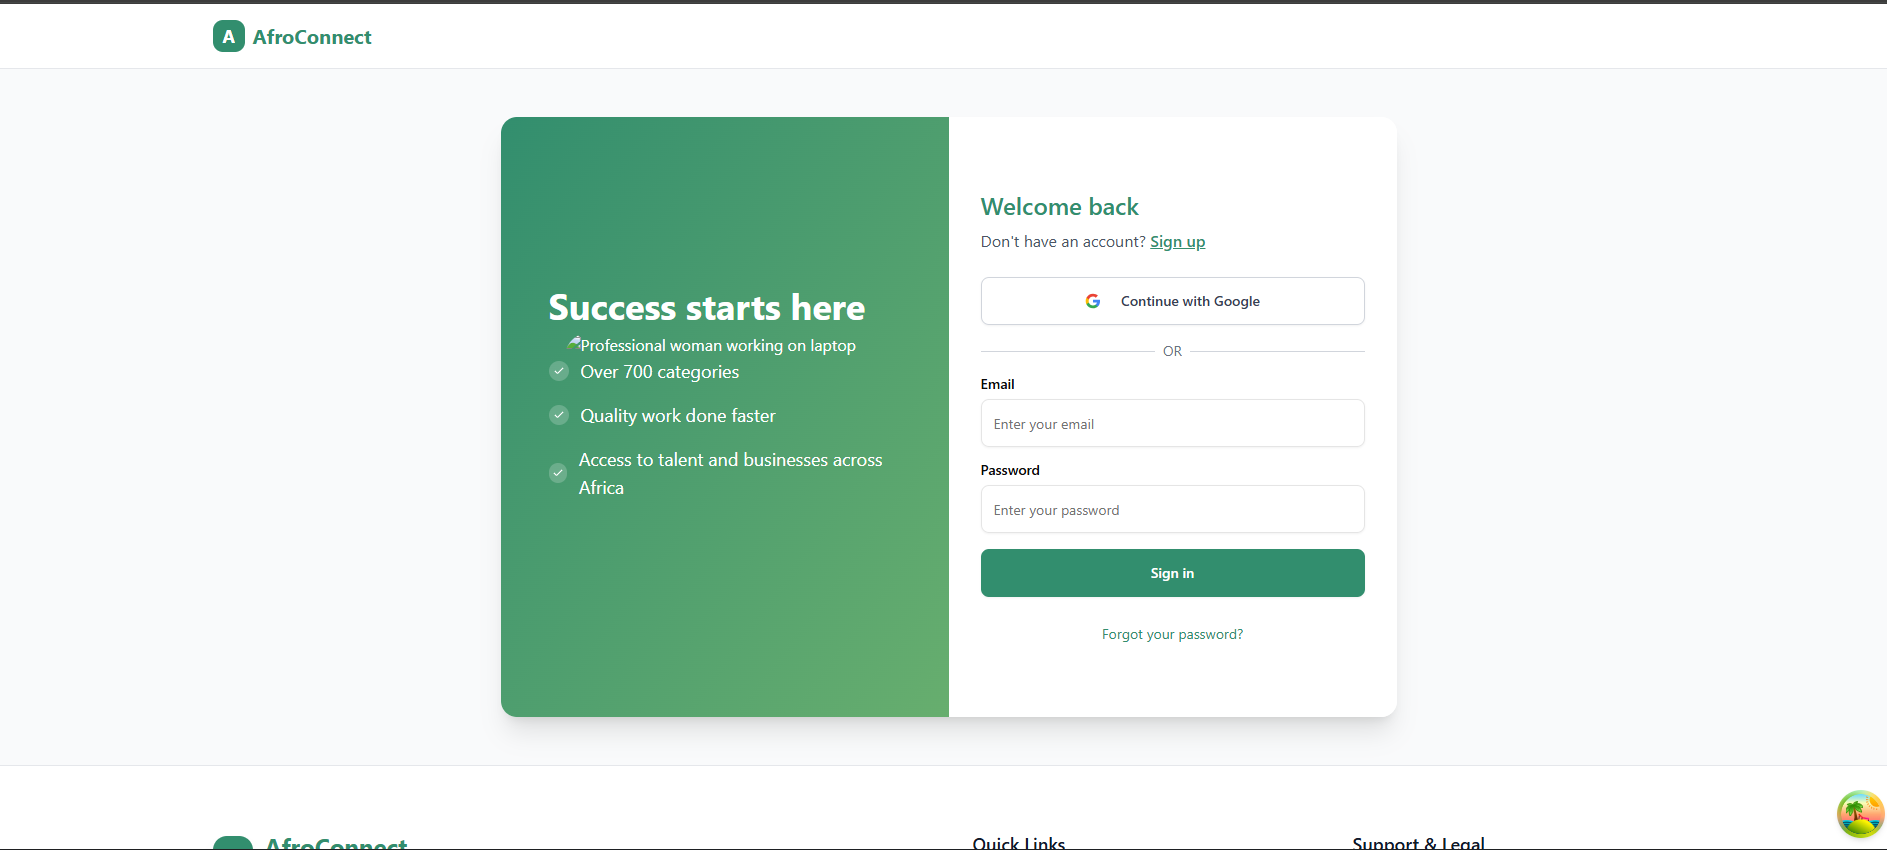 A AfroConnect
Success starts here
Professional woman working on laptop
Over 700 categories
Quality work done faster
Access to talent and businesses across
Africa
Welcome back
Don't have an account? Sign up
Continue with Google
OR
Email
Enter your email
Password
Enter your password
Sign in
Forgot your password?
AfroConnect
Quick Links
Support & Legal